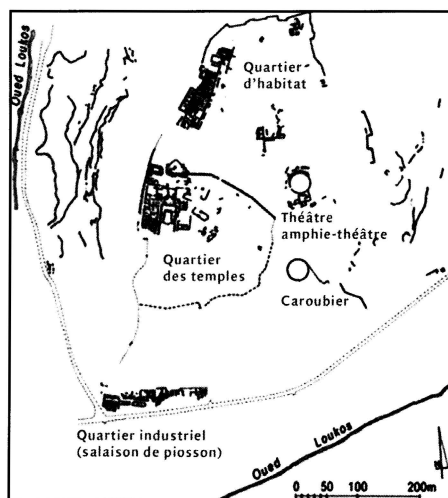 Oued Loukos
Quartier
d'habitat
Théâtre
amphie-théâtre
Quartier
des temples
Caroubier
Quartier industriel
(salaison de piosson)
Oued Loukos
0 50 100 200m